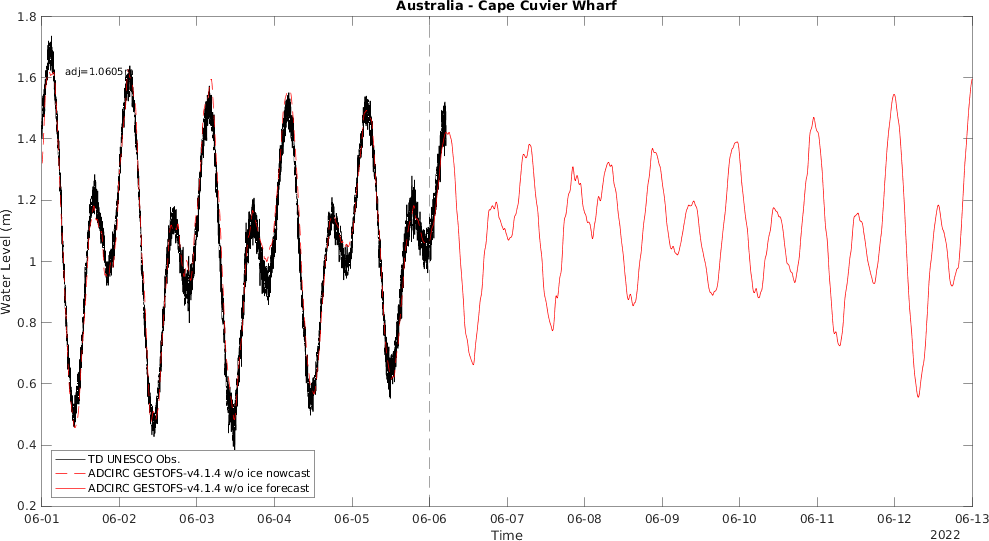 Australia - Cape Cuvier Wharf
1.8
1.6
1.4
1.2
1
0.8
0.6
0.4
0.2
Water Level (m)
adj=1.0605
TD UNESCO Obs.
ADCIRC GESTOFS-v4.1.4 w/o ice nowcast
ADCIRC GESTOFS-v4.1.4 w/o ice forecast
06-01 06-02 06-03 06-04 06-05 06-06 06-07 06-08 06-09 06-10 06-11 06-12 06-13
Time
2022